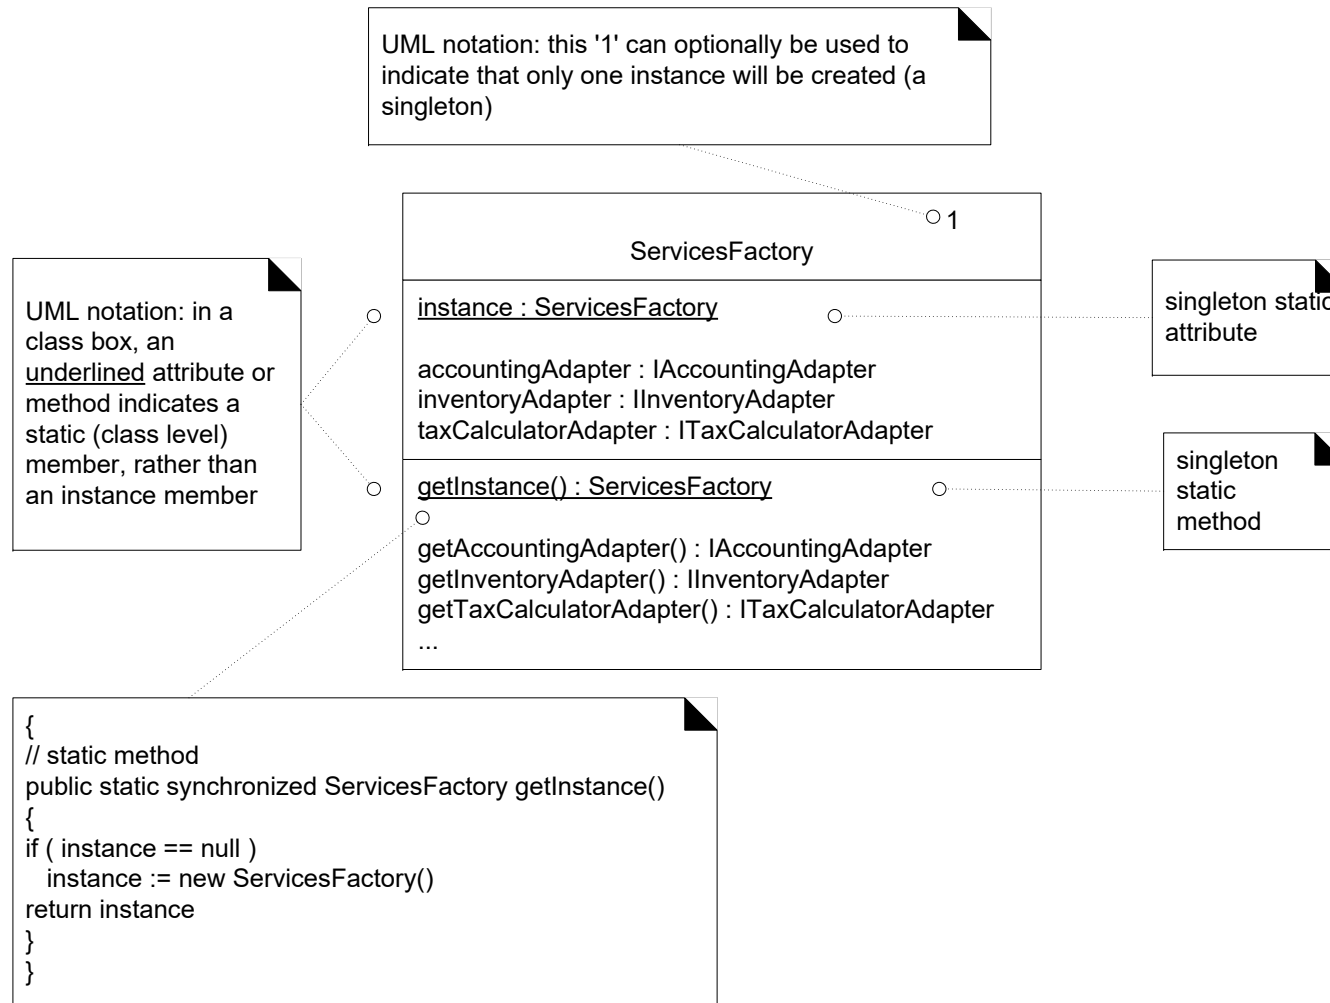 UML notation: this '1' can optionally be used to
indicate that only one instance will be created (a
singleton)
1
ServicesFactory
UML notation: in a
class box, an
underlined attribute or
method indicates a
static (class level)
member, rather than
an instance member
instance : ServicesFactory
accountingAdapter : IAccountingAdapter
inventoryAdapter : IInventoryAdapter
taxCalculatorAdapter : ITaxCalculatorAdapter
singleton static
attribute
getInstance() : ServicesFactory
getAccountingAdapter() : IAccountingAdapter
getInventoryAdapter() : IInventoryAdapter
getTaxCalculatorAdapter() : ITaxCalculatorAdapter
...
singleton
static
method
{
// static method
public static synchronized ServicesFactory getInstance()
{
if ( instance == null )
instance := new ServicesFactory()
return instance
}
}